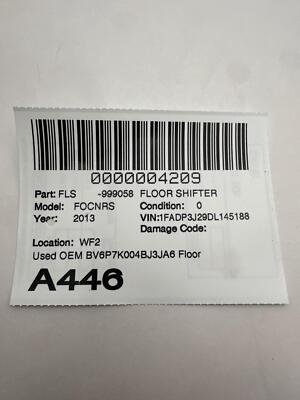 0000004209
Part: FLS -999058 FLOOR SHIFTER
Model: FOCNRS Condition: 0
Year: 2013 VIN:1FADP3J29DL145188
Damage Code:
Location: WF2
Used OEM BV6P7K004BJ3JA6 Floor
A446